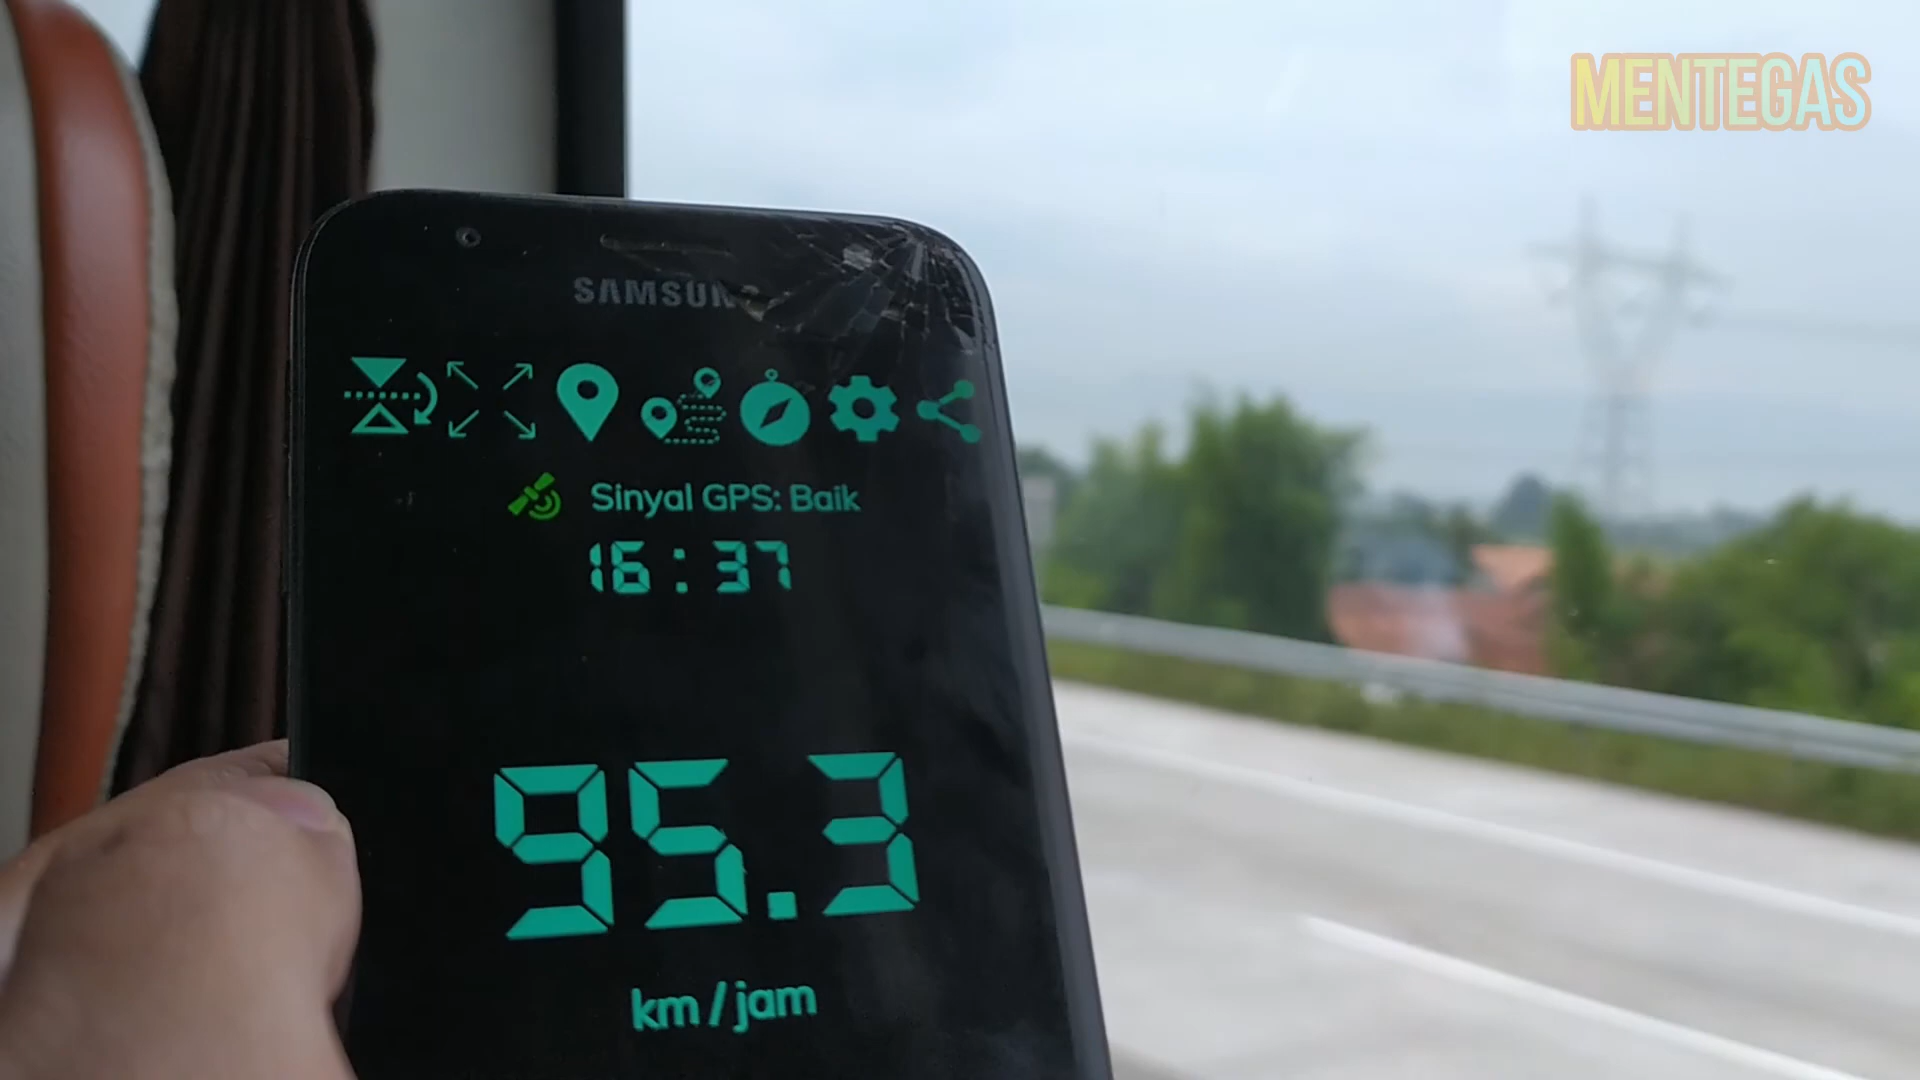 MENTEGAS
SAMSUNG
Sinyal GPS: Baik
16:37
95.3
km/jam